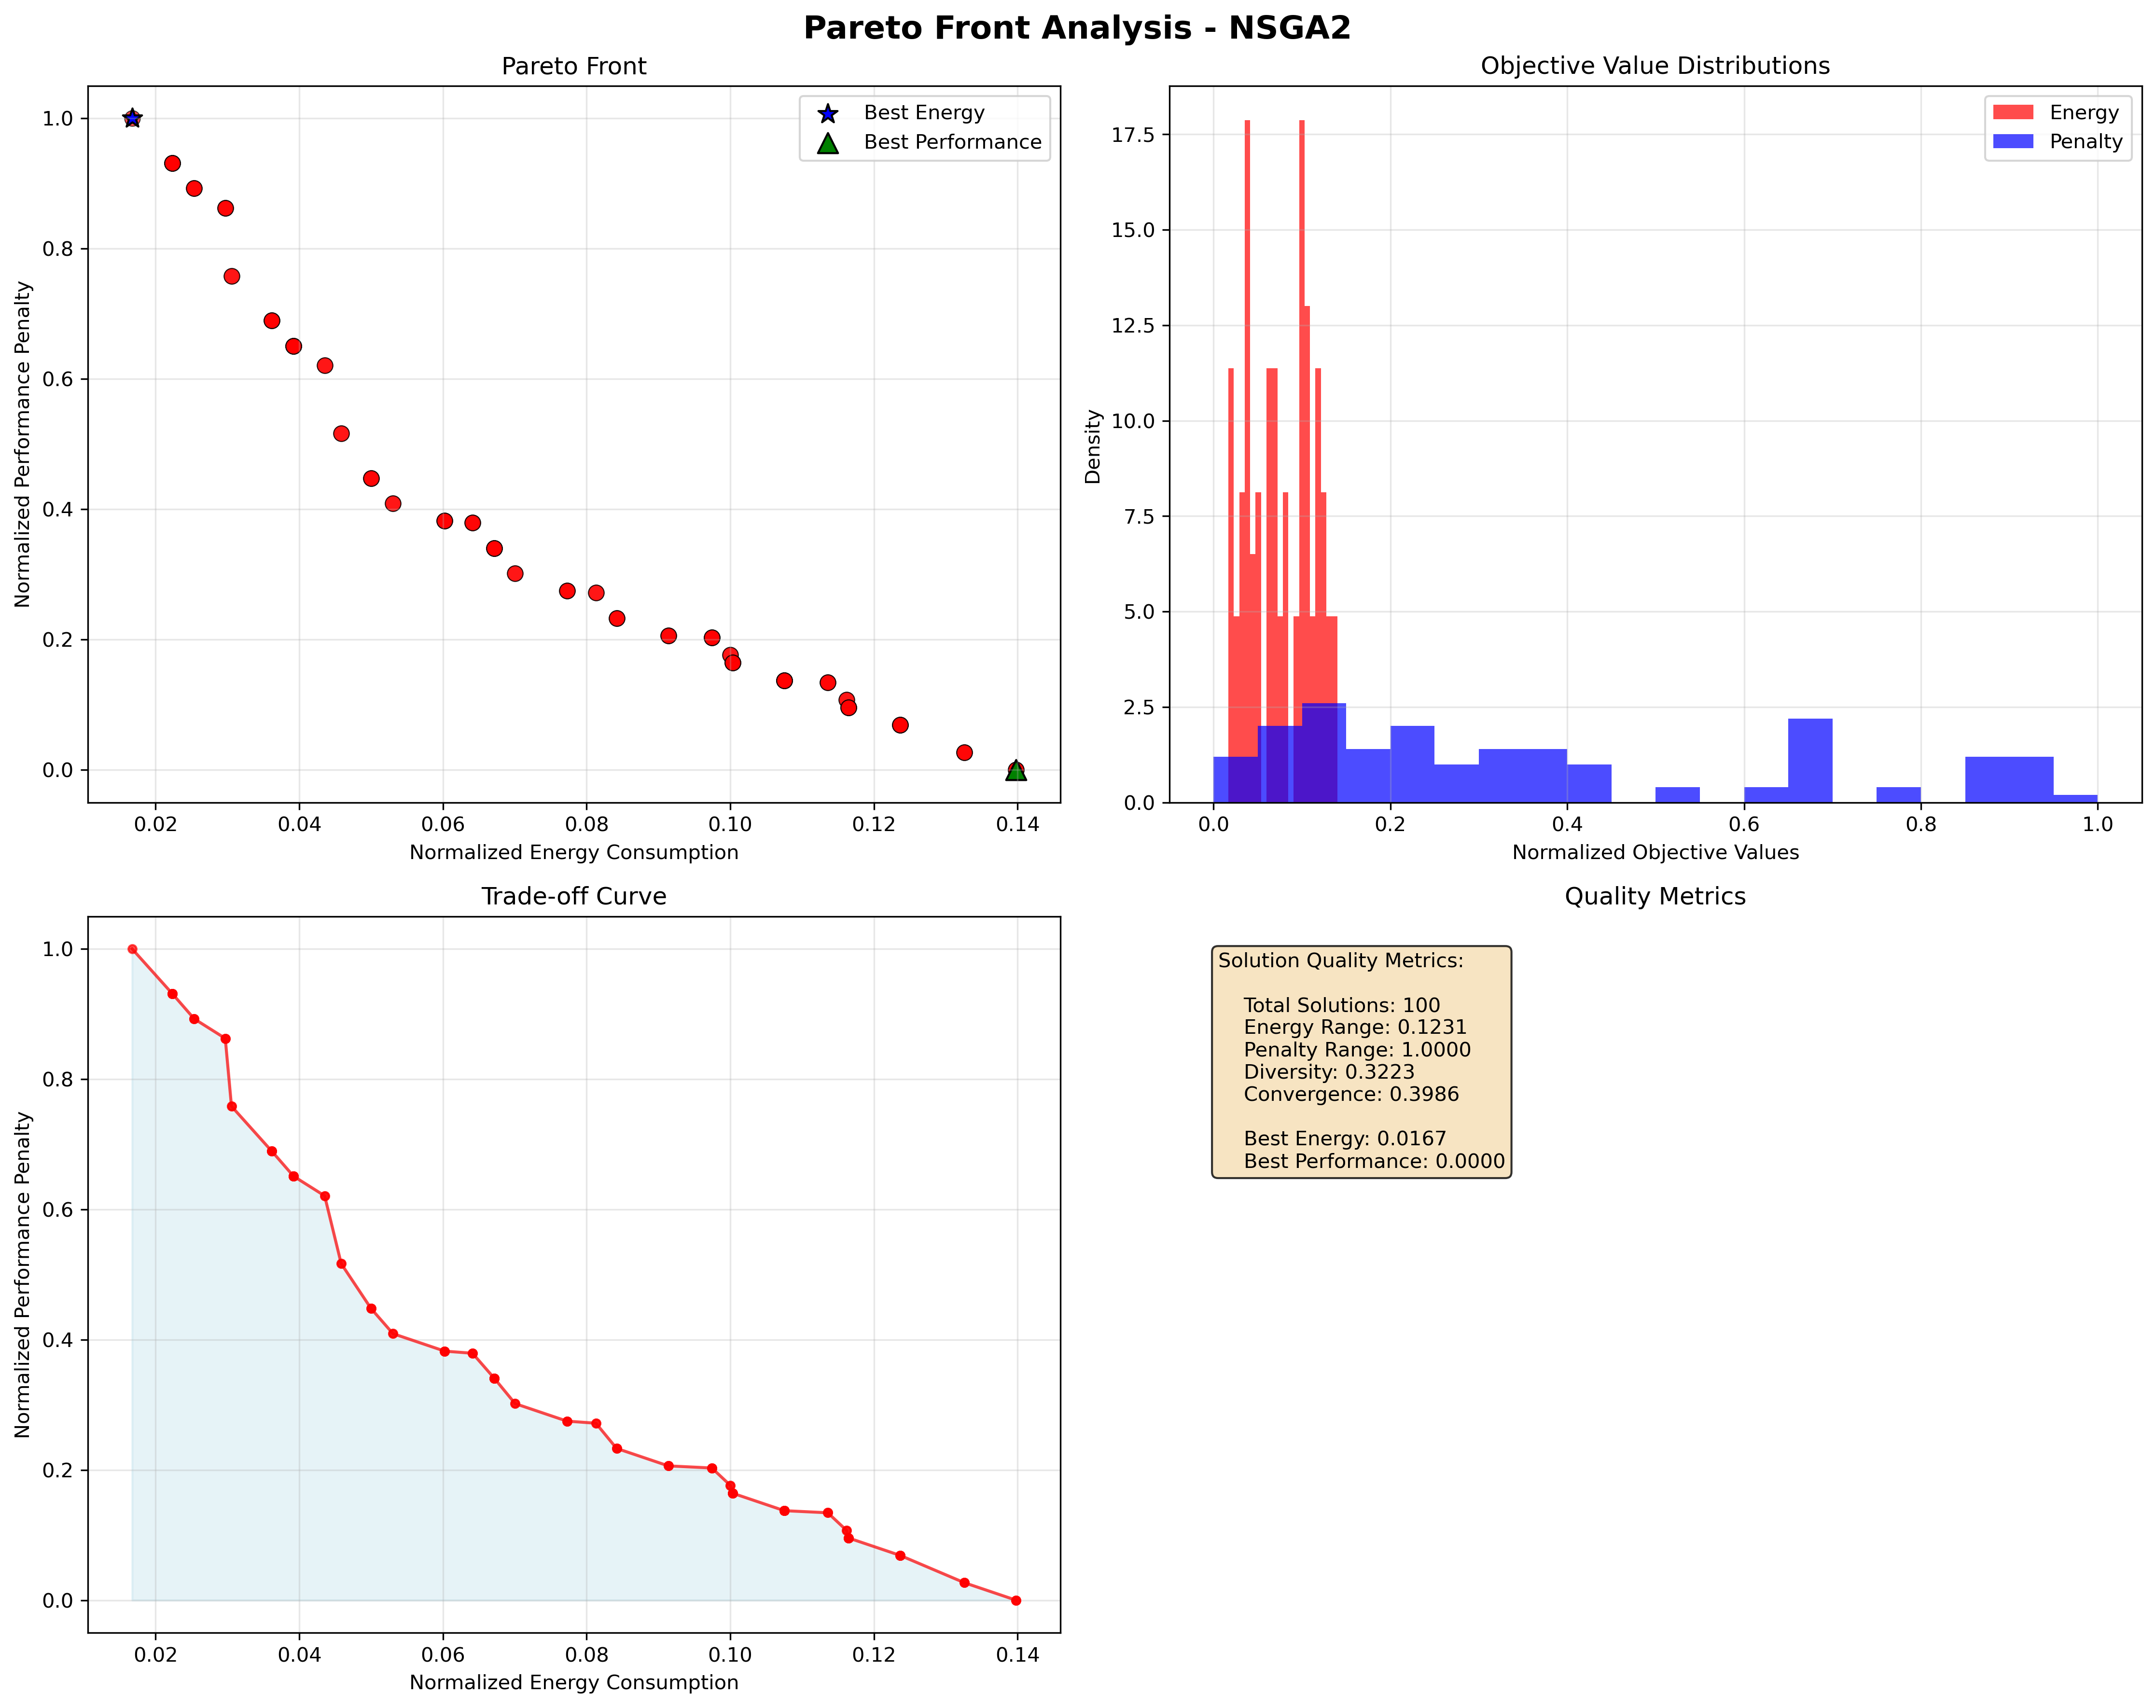 Pareto Front Analysis - NSGA2
Pareto Front
Normalized Performance Penalty
1.0
0.8
0.6
0.4
0.2
0.0
Best Energy
Best Performance
0.02 0.04 0.06 0.08 0.10 0.12 0.14
Normalized Energy Consumption
Objective Value Distributions
Density
17.5
15.0
12.5
10.0
7.5
5.0
2.5
0.0
Energy
Penalty
0.0 0.2 0.4 0.6 0.8 1.0
Normalized Objective Values
Trade-off Curve
Normalized Performance Penalty
1.0
0.8
0.6
0.4
0.2
0.0
0.02 0.04 0.06 0.08 0.10 0.12 0.14
Normalized Energy Consumption
Quality Metrics
Solution Quality Metrics:
Total Solutions: 100
Energy Range: 0.1231
Penalty Range: 1.0000
Diversity: 0.3223
Convergence: 0.3986
Best Energy: 0.0167
Best Performance: 0.0000